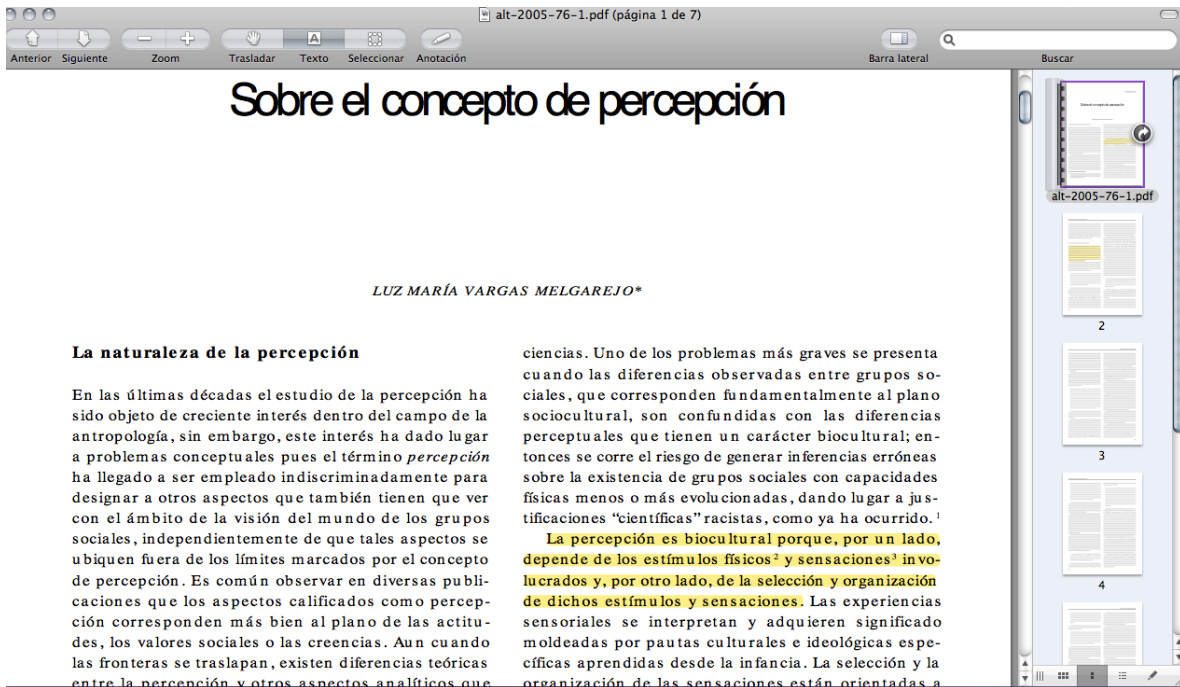 alt-2005-76-1.pdf (página 1 de 7)
Anterior Siguiente Zoom Trasladar Texto Seleccionar Anotación Barra lateral Buscar
Sobre el concepto de percepción
LUZ MARÍA VARGAS MELGAREJO*
La naturaleza de la percepción
En las últimas décadas el estudio de la percepción ha
sido objeto de creciente interés dentro del campo de la
antropología, sin embargo, este interés ha dado lugar
a problemas conceptuales pues el término percepción
ha llegado a ser empleado indiscriminadamente para
designar a otros aspectos que también tienen que ver
con el ámbito de la visión del mundo de los grupos
sociales, independientemente de que tales aspectos se
ubiquen fuera de los límites marcados por el concepto
de percepción. Es común observar en diversas publi-
caciones que los aspectos calificados como percep-
ción corresponden más bien al plano de las actitu-
des, los valores sociales o las creencias. Aun cuando
las fronteras se traslapan, existen diferencias teóricas
entre la percepción y otros aspectos analíticos que
ciencias. Uno de los problemas más graves se presenta
cuando las diferencias observadas entre grupos so-
ciales, que corresponden fundamentalmente al plano
sociocultural, son confundidas con las diferencias
perceptuales que tienen un carácter biocultural; en-
tonces se corre el riesgo de generar inferencias erróneas
sobre la existencia de grupos sociales con capacidades
físicas menos o más evolucionadas, dando lugar a jus-
tificaciones “científicas” racistas, como ya ha ocurrido.¹
La percepción es biocultural porque, por un lado,
depende de los estímulos físicos² y sensaciones³ invo-
lucrados y, por otro lado, de la selección y organización
de dichos estímulos y sensaciones. Las experiencias
sensoriales se interpretan y adquieren significado
moldeadas por pautas culturales e ideológicas espe-
cíficas aprendidas desde la infancia. La selección y la
organización de las sensaciones están orientadas a
alt-2005-76-1.pdf
2
3
4